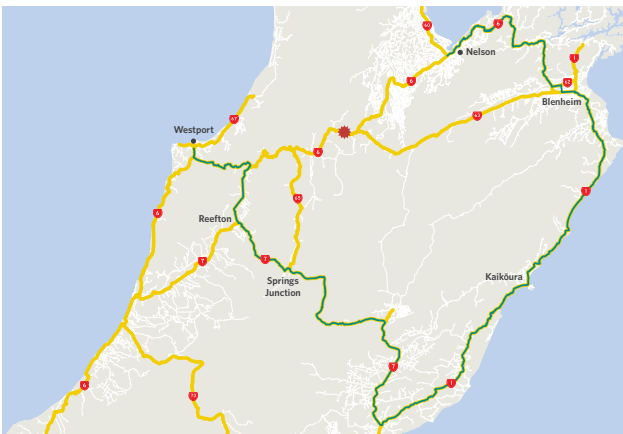 60
6
Nelson
1
6
62
Blenheim
67
63
Westport
6
65
1
6
Reefton
7
7
Springs
Junction
Kaikōura
7
1
6
73